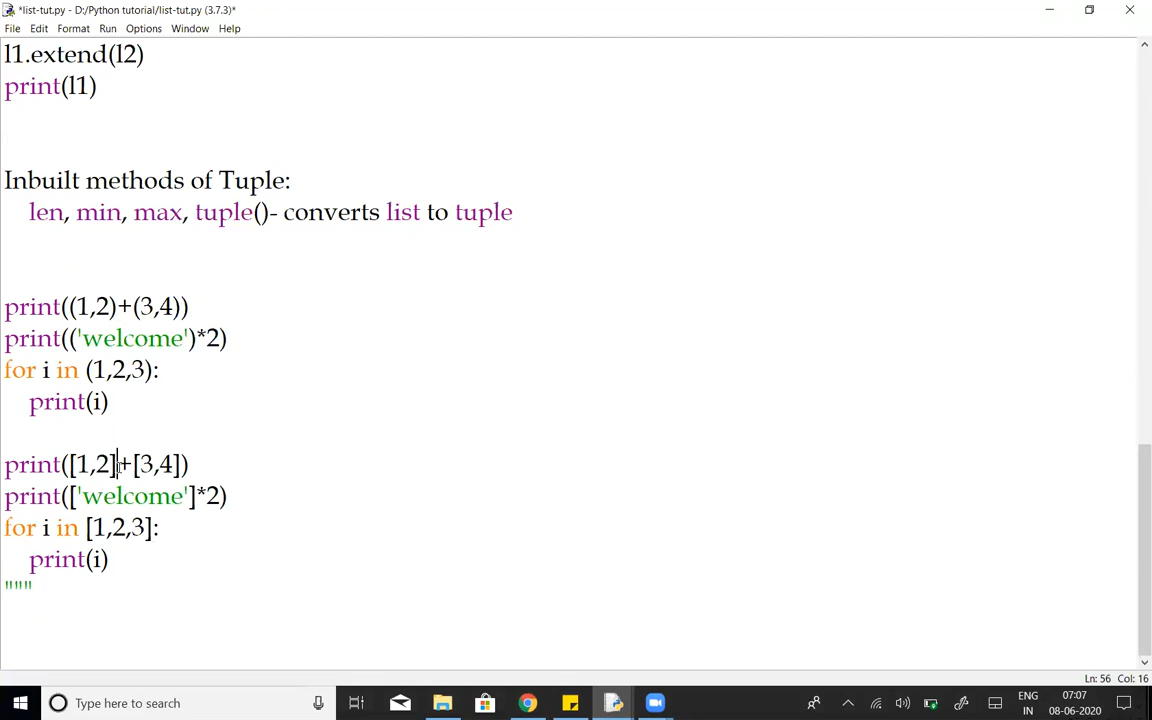 *list-tut.py - D:/Python tutorial/list-tut.py (3.7.3)*
File Edit Format Run Options Window Help
l1.extend(l2)
print(l1)
Inbuilt methods of Tuple:
len, min, max, tuple()- converts list to tuple
print((1,2)+(3,4))
print(('welcome')*2)
for i in (1,2,3):
print(i)
print([1,2]+[3,4])
print(['welcome']*2)
for i in [1,2,3]:
print(i)
"""
Ln: 56 Col: 16
Type here to search
ENG
IN
07:07
08-06-2020